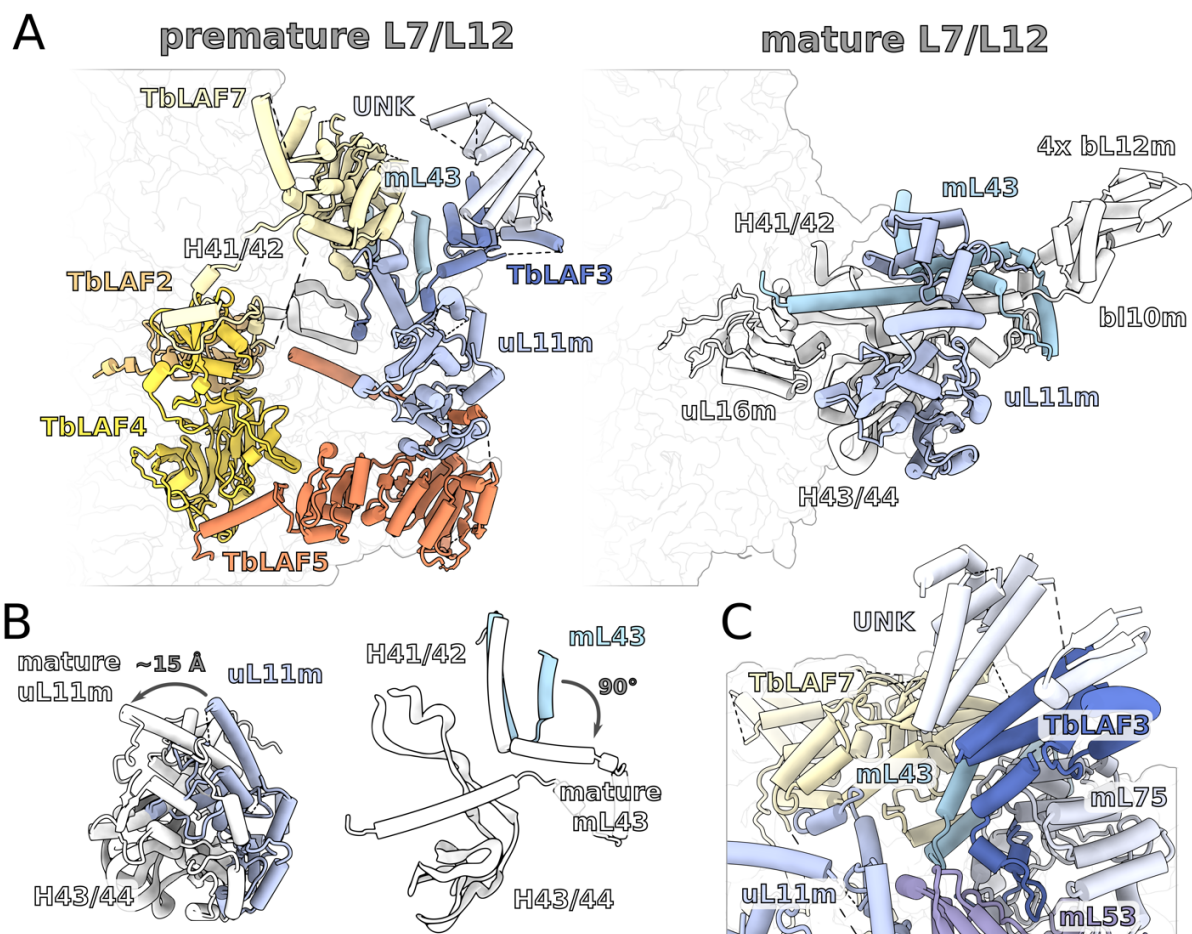 A
premature L7/L12
mature L7/L12
TbLAF7
UNK
mL43
H41/42
TbLAF2
TbLAF3
uL11m
TbLAF4
TbLAF5
4x bL12m
mL43
H41/42
bl10m
uL16m
uL11m
H43/44
B
mature
uL11m
~15 Å
uL11m
H43/44
H41/42
mL43
90°
mature
mL43
H43/44
C
UNK
TbLAF7
TbLAF3
mL43
mL75
uL11m
mL53